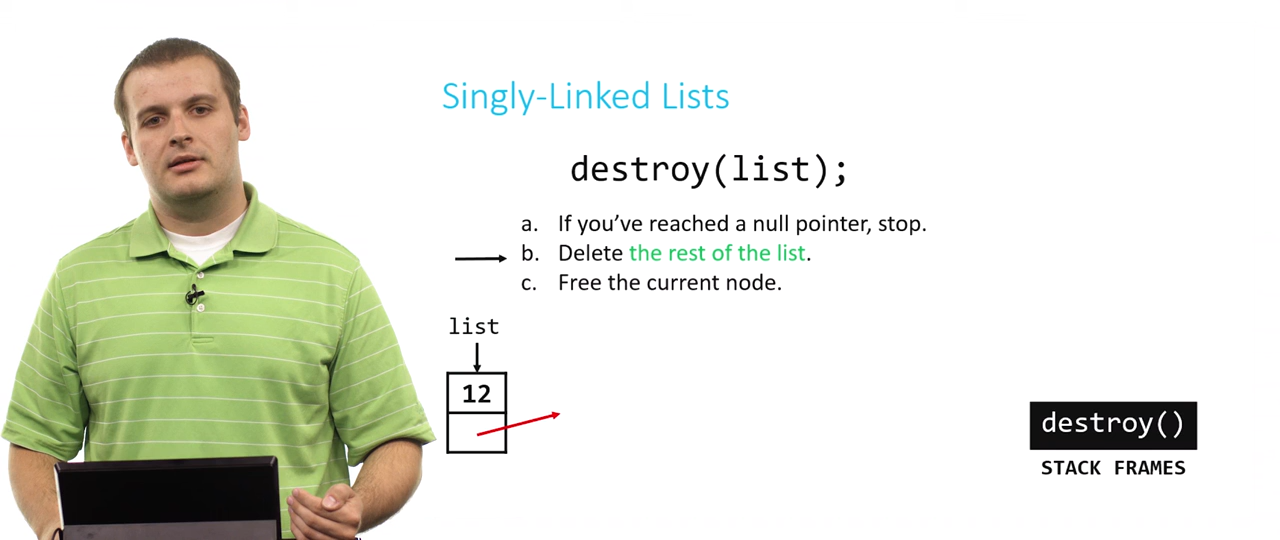 Singly-Linked Lists
destroy(list);
a. If you’ve reached a null pointer, stop.
b. Delete the rest of the list.
c. Free the current node.
list
12
destroy()
STACK FRAMES